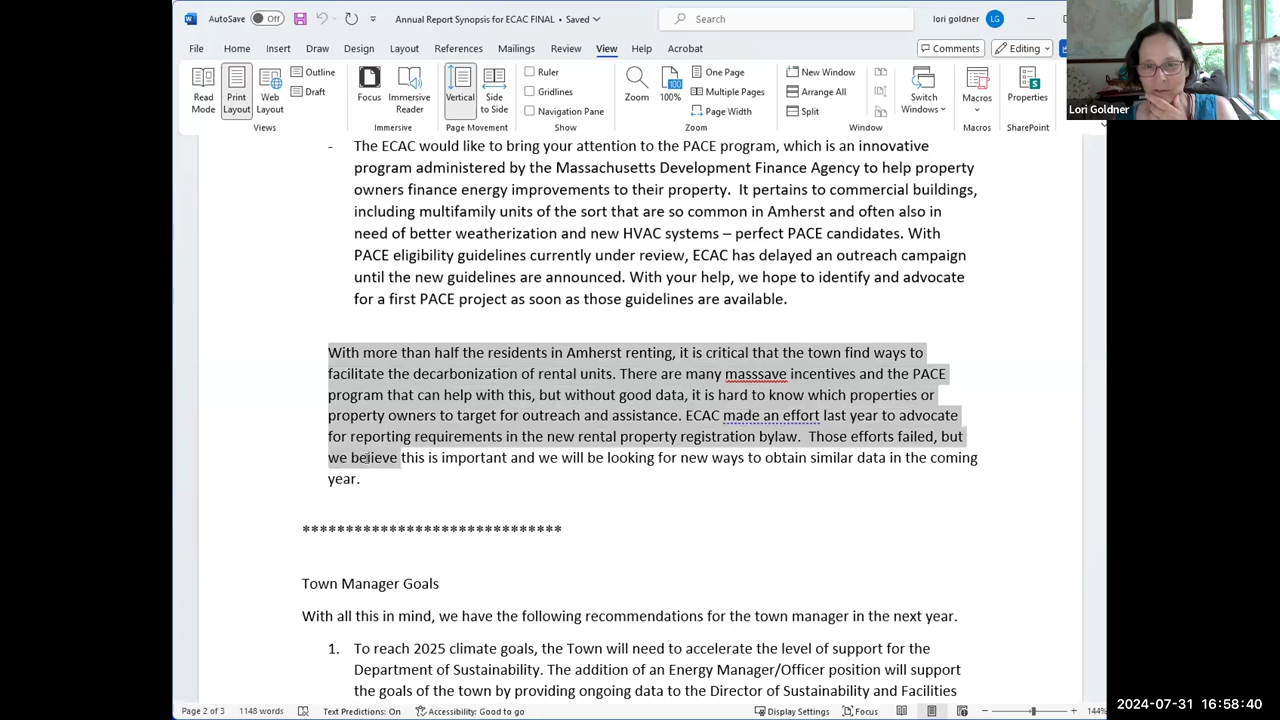 AutoSave Off Annual Report Synopsis for ECAC FINAL • Saved Search lori goldner LG
File Home Insert Draw Design Layout References Mailings Review View Help Acrobat Comments Editing
Read Mode Print Layout Web Layout Outline Draft Focus Immersive Reader Vertical Side to Side Ruler Gridlines Navigation Pane Zoom 100% One Page Multiple Pages Page Width New Window Arrange All Split Switch Windows Macros Properties
Views Immersive Page Movement Show Zoom Window Macros SharePoint
Lori Goldner
- The ECAC would like to bring your attention to the PACE program, which is an innovative
program administered by the Massachusetts Development Finance Agency to help property
owners finance energy improvements to their property. It pertains to commercial buildings,
including multifamily units of the sort that are so common in Amherst and often also in
need of better weatherization and new HVAC systems – perfect PACE candidates. With
PACE eligibility guidelines currently under review, ECAC has delayed an outreach campaign
until the new guidelines are announced. With your help, we hope to identify and advocate
for a first PACE project as soon as those guidelines are available.
With more than half the residents in Amherst renting, it is critical that the town find ways to
facilitate the decarbonization of rental units. There are many masssave incentives and the PACE
program that can help with this, but without good data, it is hard to know which properties or
property owners to target for outreach and assistance. ECAC made an effort last year to advocate
for reporting requirements in the new rental property registration bylaw. Those efforts failed, but
we believe this is important and we will be looking for new ways to obtain similar data in the coming
year.
******************************
Town Manager Goals
With all this in mind, we have the following recommendations for the town manager in the next year.
1. To reach 2025 climate goals, the Town will need to accelerate the level of support for the
Department of Sustainability. The addition of an Energy Manager/Officer position will support
the goals of the town by providing ongoing data to the Director of Sustainability and Facilities
Page 2 of 3 1148 words Text Predictions: On Accessibility: Good to go Display Settings Focus 144%
2024-07-31 16:58:40